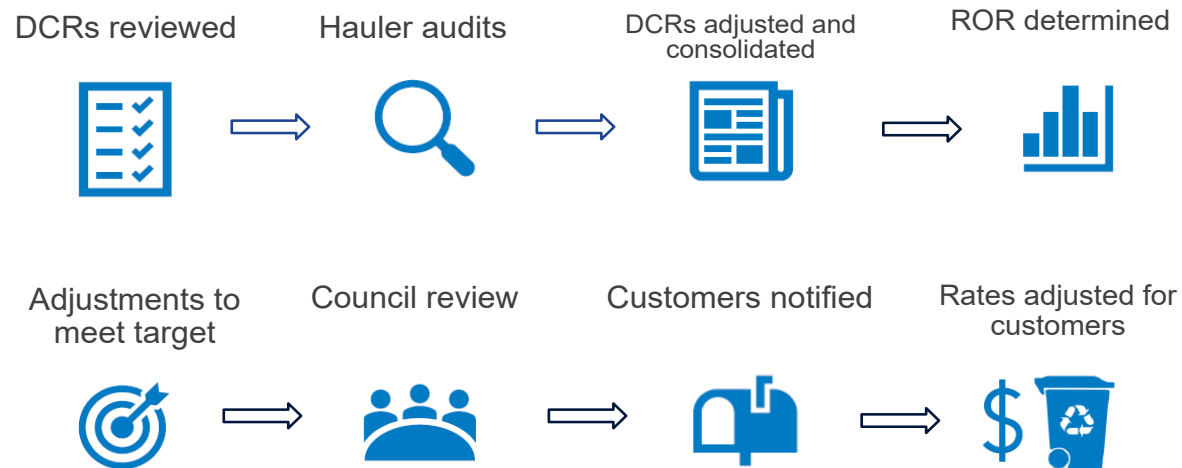 DCRs reviewed
Hauler audits
DCRs adjusted and
consolidated
ROR determined
Adjustments to
meet target
Council review
Customers notified
Rates adjusted for
customers
$